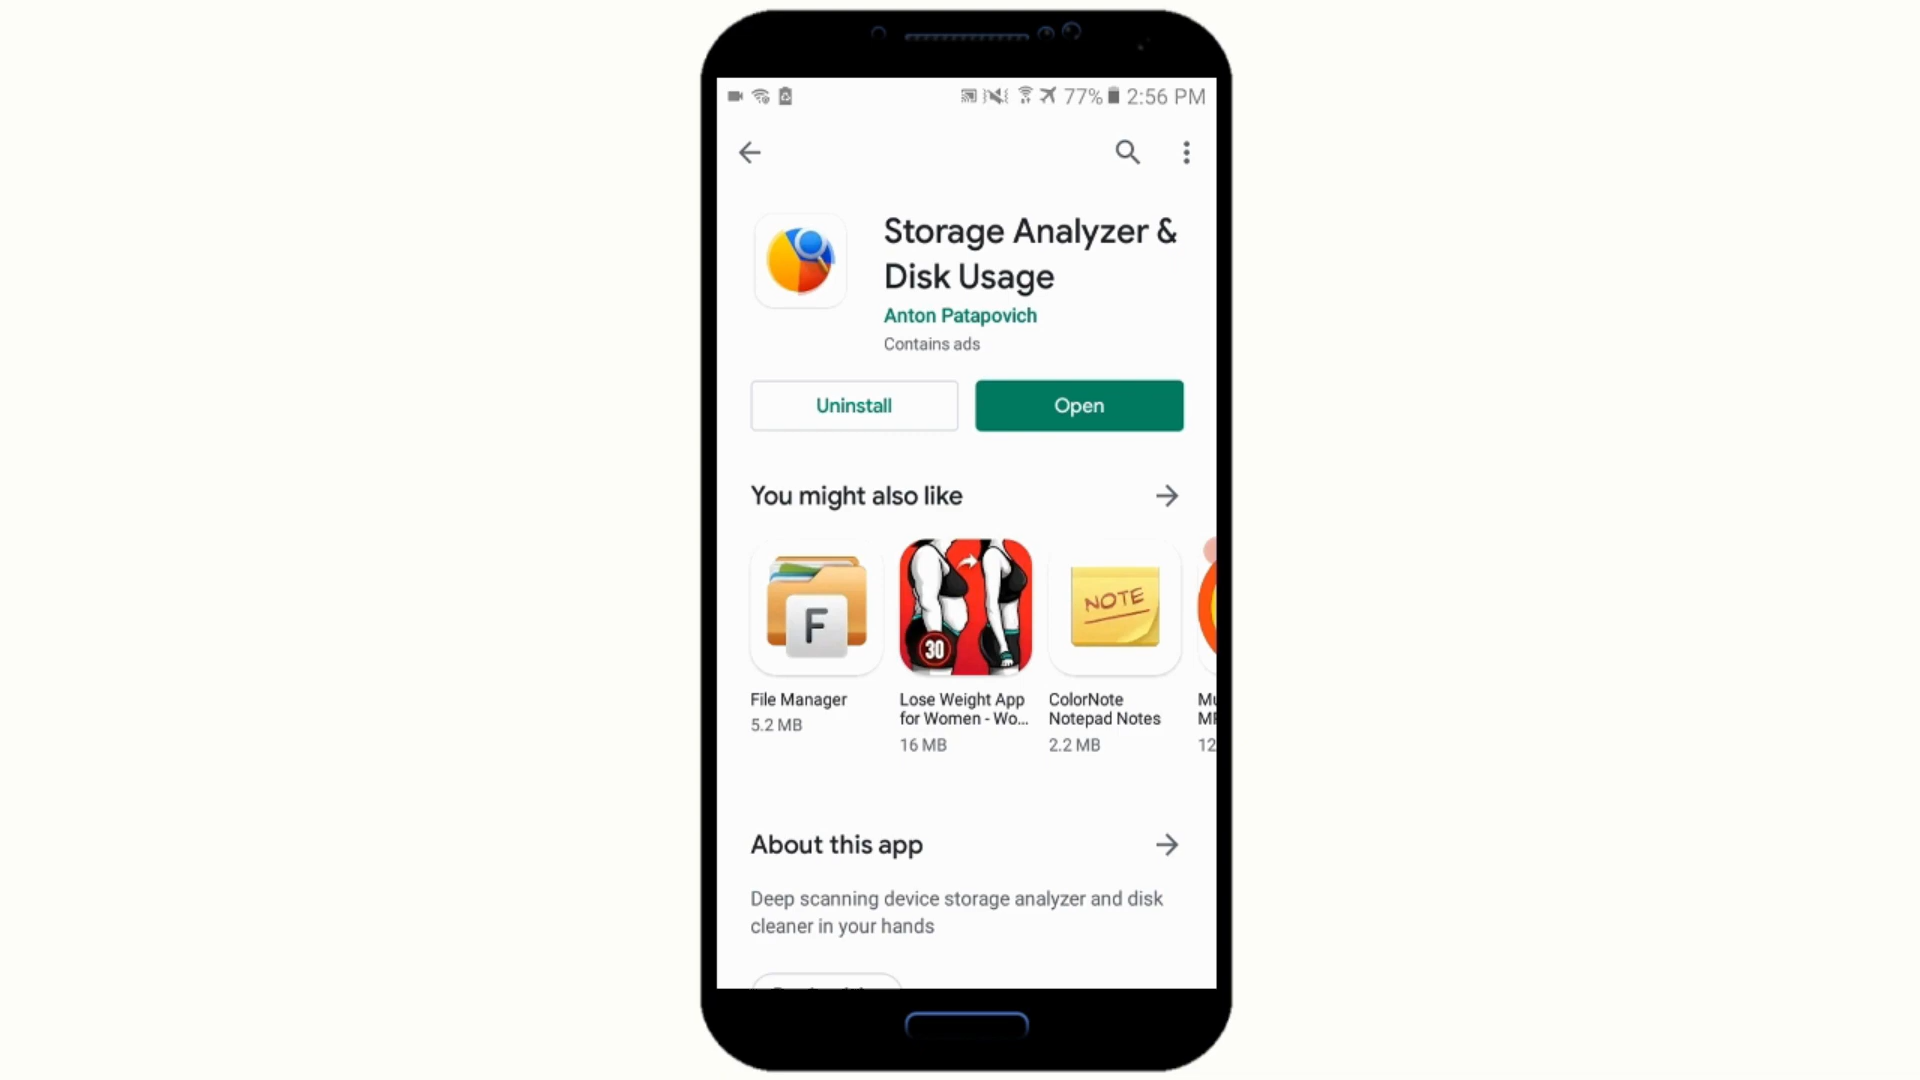 77% 2:56 PM
Storage Analyzer &
Disk Usage
Anton Patapovich
Contains ads
Uninstall
Open
You might also like
F
30
NOTE
File Manager
5.2 MB
Lose Weight App
for Women - Wo...
16 MB
ColorNote
Notepad Notes
2.2 MB
About this app
Deep scanning device storage analyzer and disk
cleaner in your hands